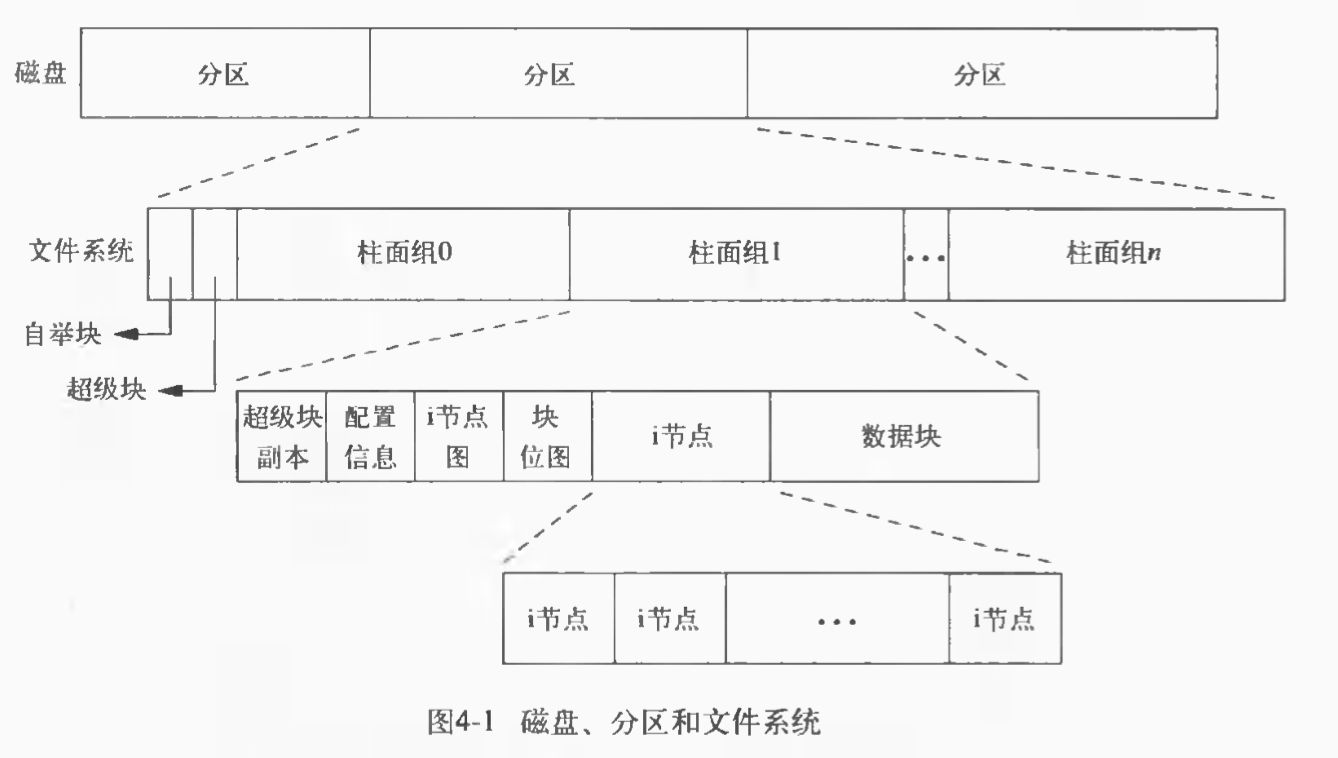 磁盘 分区 分区 分区
文件系统 柱面组0 柱面组1 ••• 柱面组n
自举块
超级块
超级块副本 配置信息 i节点图 块位图 i节点 数据块
i节点 i节点 ••• i节点
图4-1 磁盘、分区和文件系统